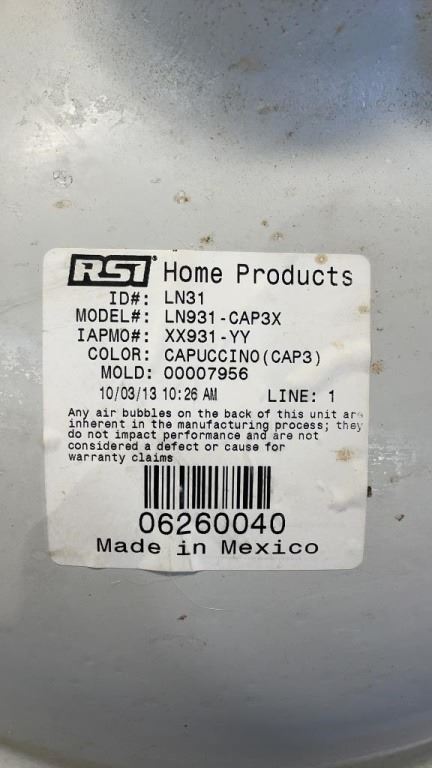 RSI® Home Products
ID#: LN31
MODEL#: LN931-CAP3X
IAPMO#: XX931-YY
COLOR: CAPUCCINO(CAP3)
MOLD: 00007956
10/03/13 10:26 AM LINE: 1
Any air bubbles on the back of this unit are
inherent in the manufacturing process; they
do not impact performance and are not
considered a defect or cause for
warranty claims
06260040
Made in Mexico